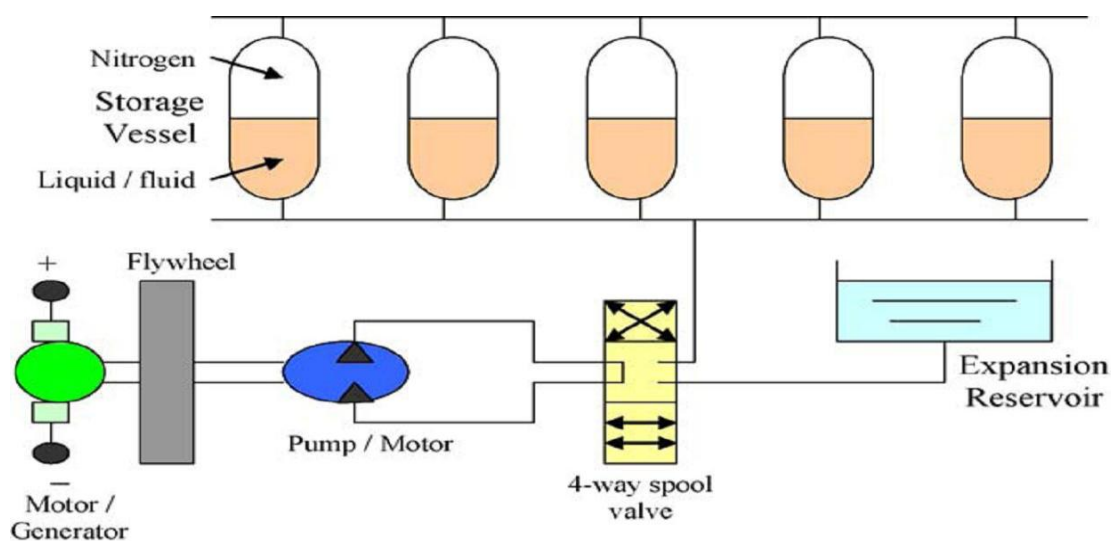 Nitrogen
Storage
Vessel
Liquid / fluid
+
Flywheel
Expansion
Reservoir
Pump / Motor
4-way spool
valve
–
Motor /
Generator